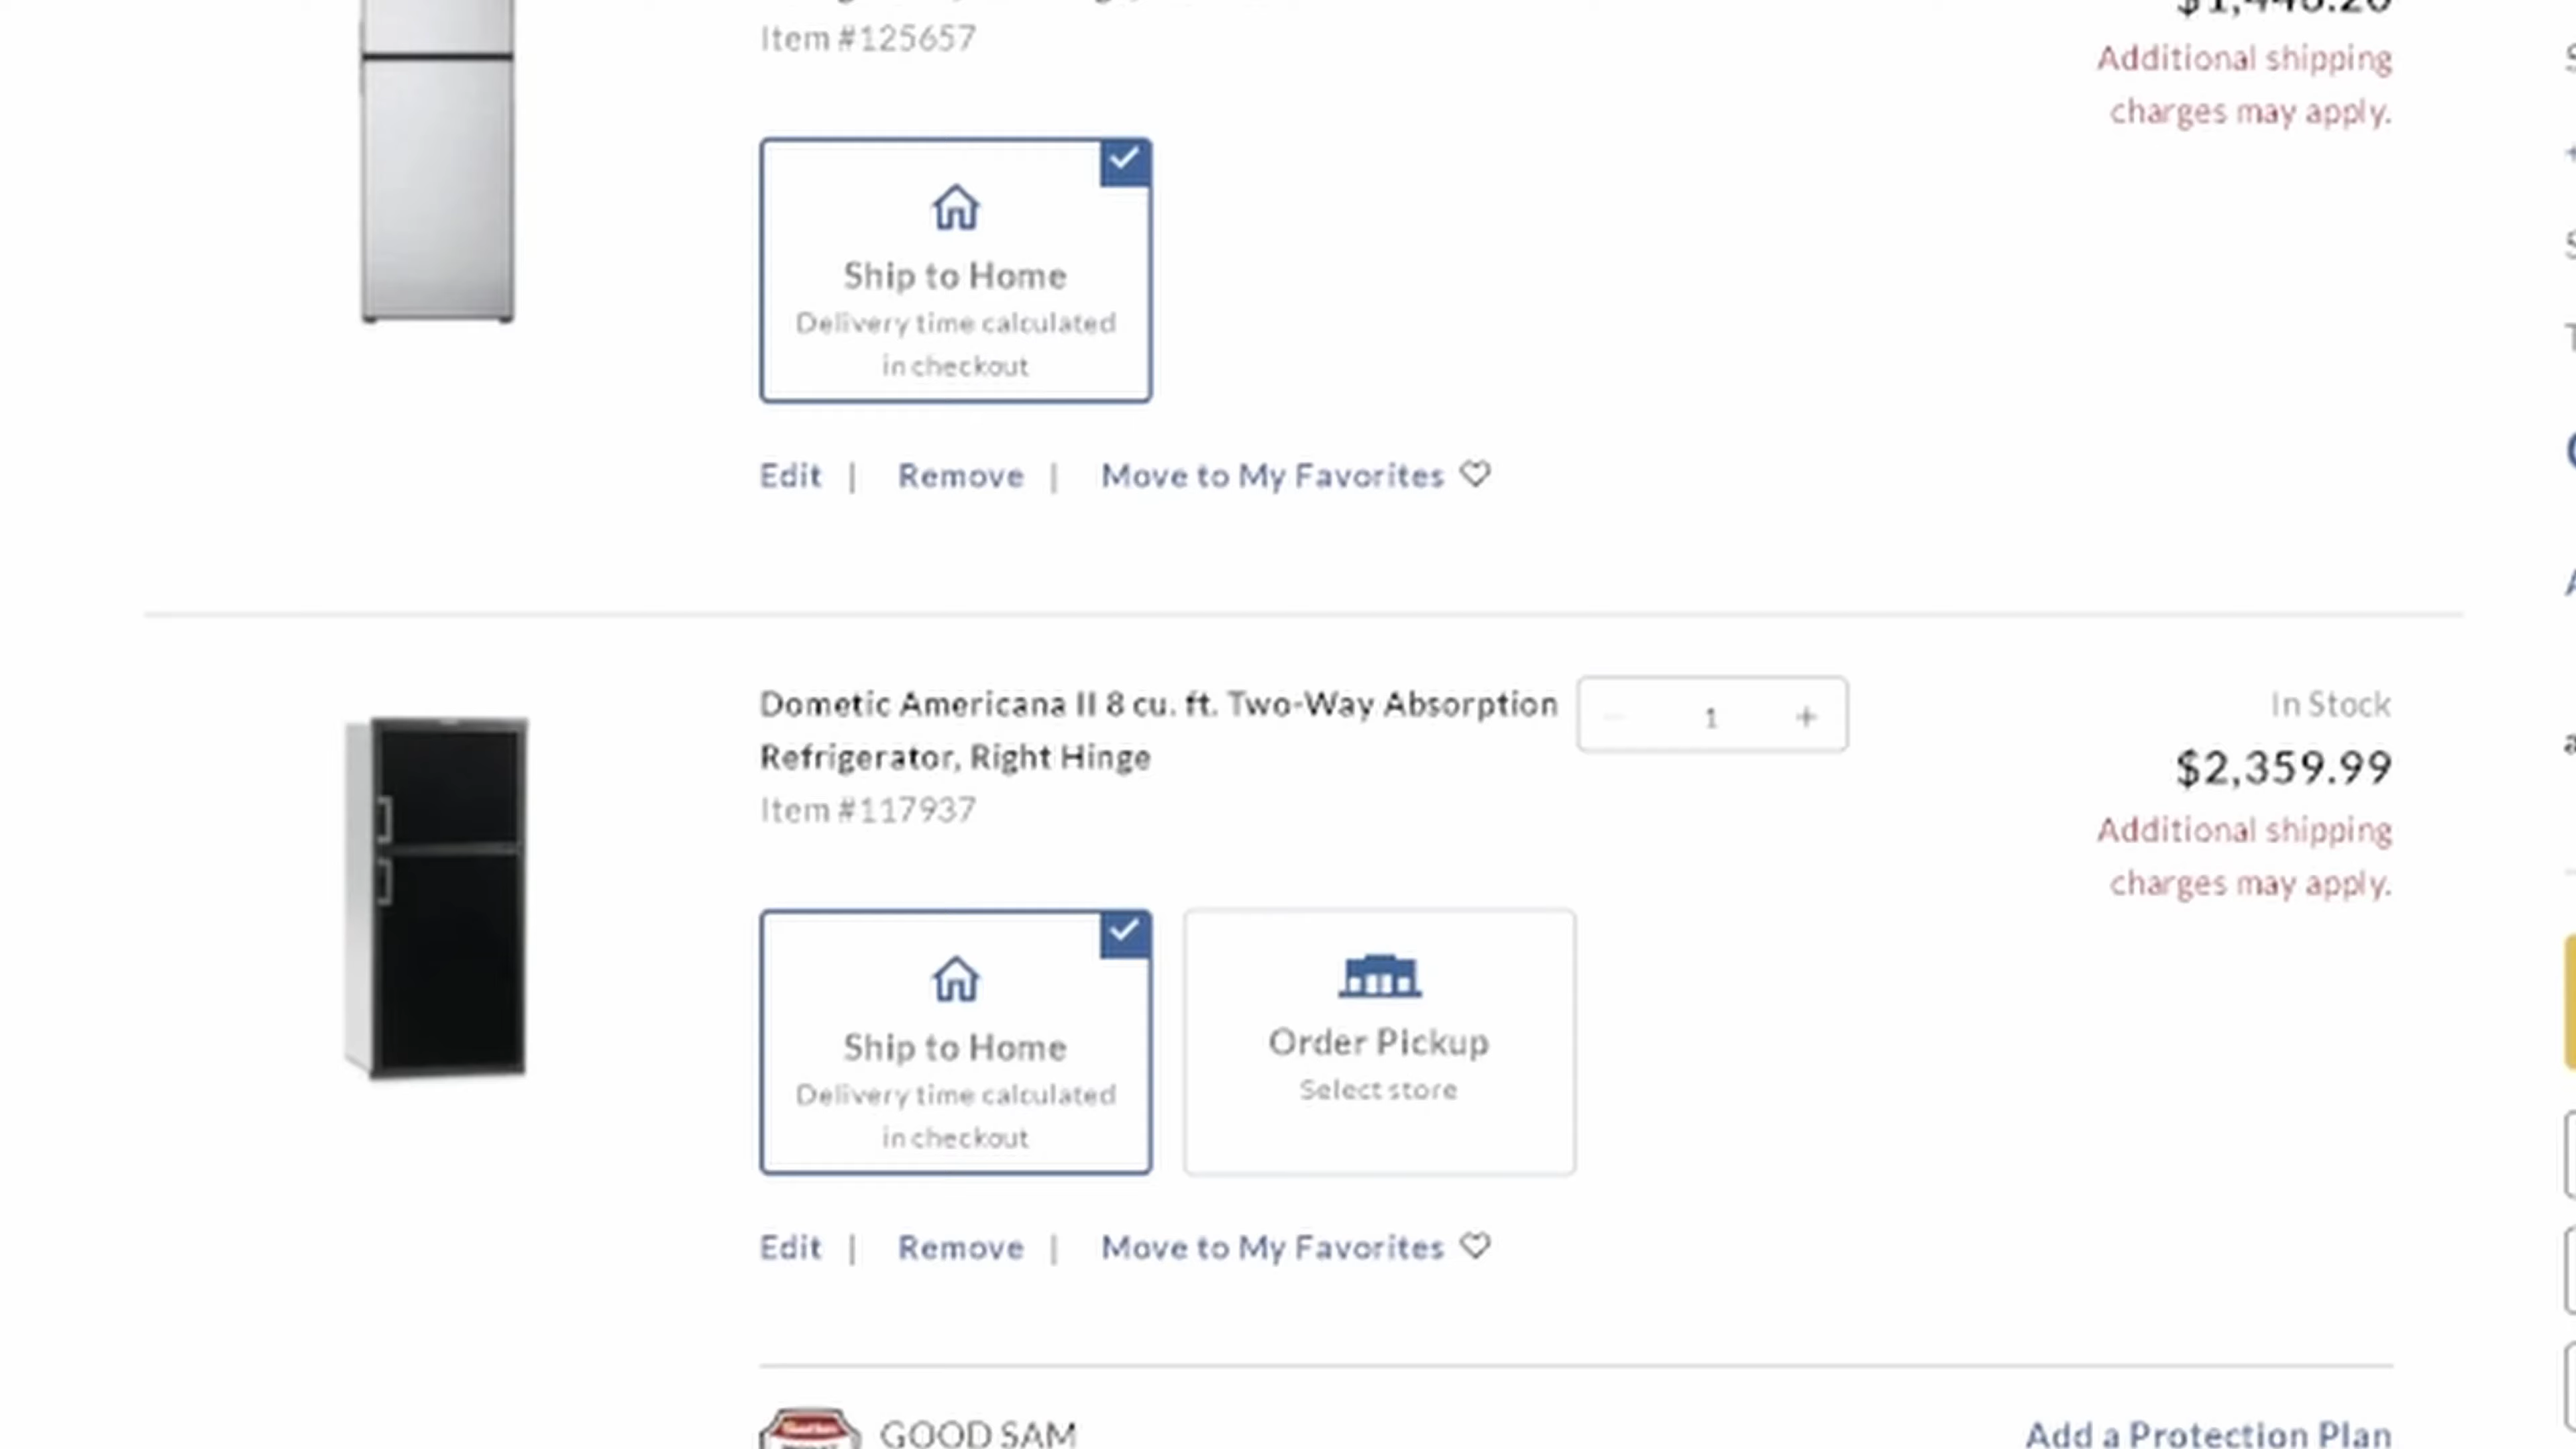 Item #125657
Additional shipping
charges may apply.
Ship to Home
Delivery time calculated
in checkout
Edit | Remove | Move to My Favorites
Dometic Americana II 8 cu. ft. Two-Way Absorption
Refrigerator, Right Hinge
Item #117937
1
In Stock
$2,359.99
Additional shipping
charges may apply.
Ship to Home
Delivery time calculated
in checkout
Order Pickup
Select store
Edit | Remove | Move to My Favorites
GOOD SAM
Add a Protection Plan